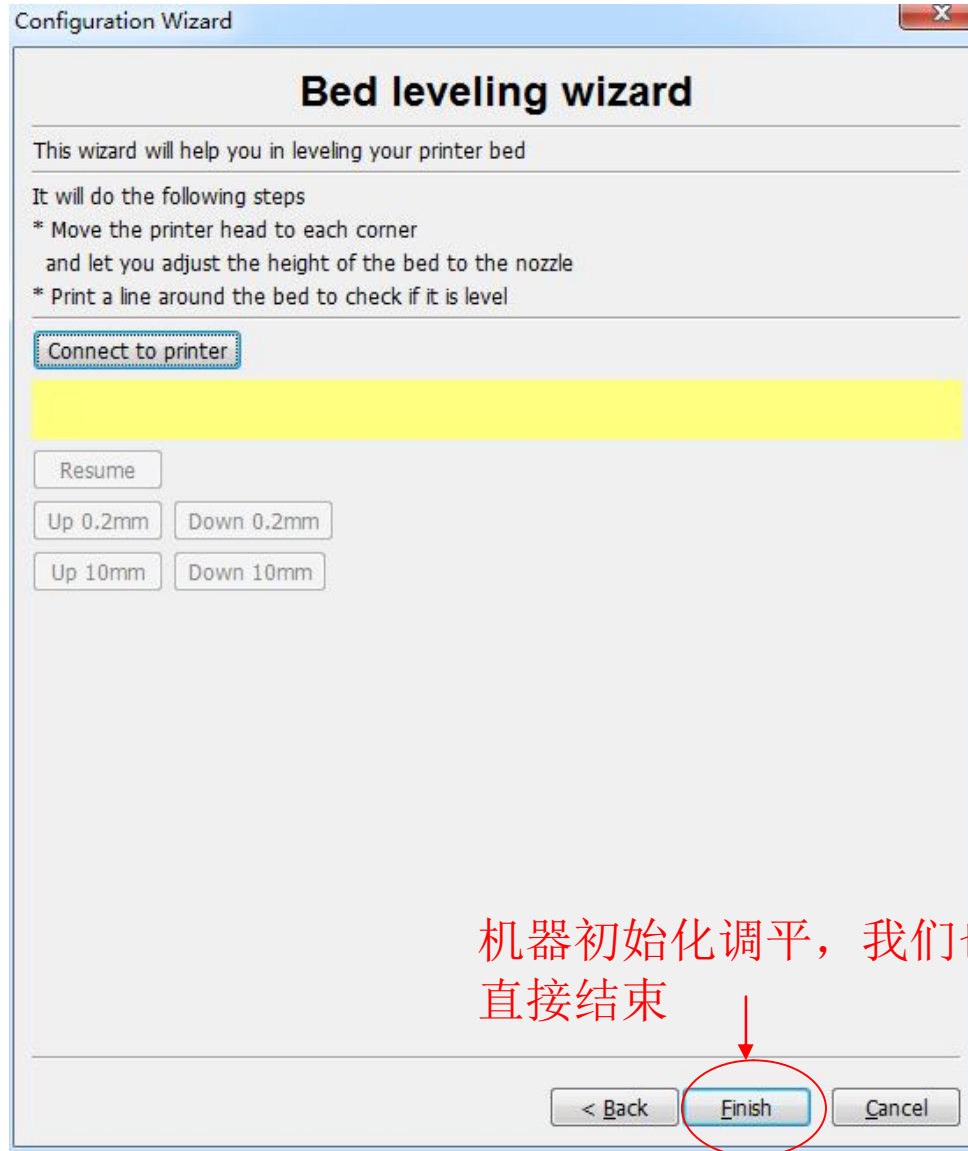 Configuration Wizard
Bed leveling wizard
This wizard will help you in leveling your printer bed
It will do the following steps
* Move the printer head to each corner
and let you adjust the height of the bed to the nozzle
* Print a line around the bed to check if it is level
Connect to printer
Resume
Up 0.2mm Down 0.2mm
Up 10mm Down 10mm
机器初始化调平，我们
直接结束
< Back Finish Cancel